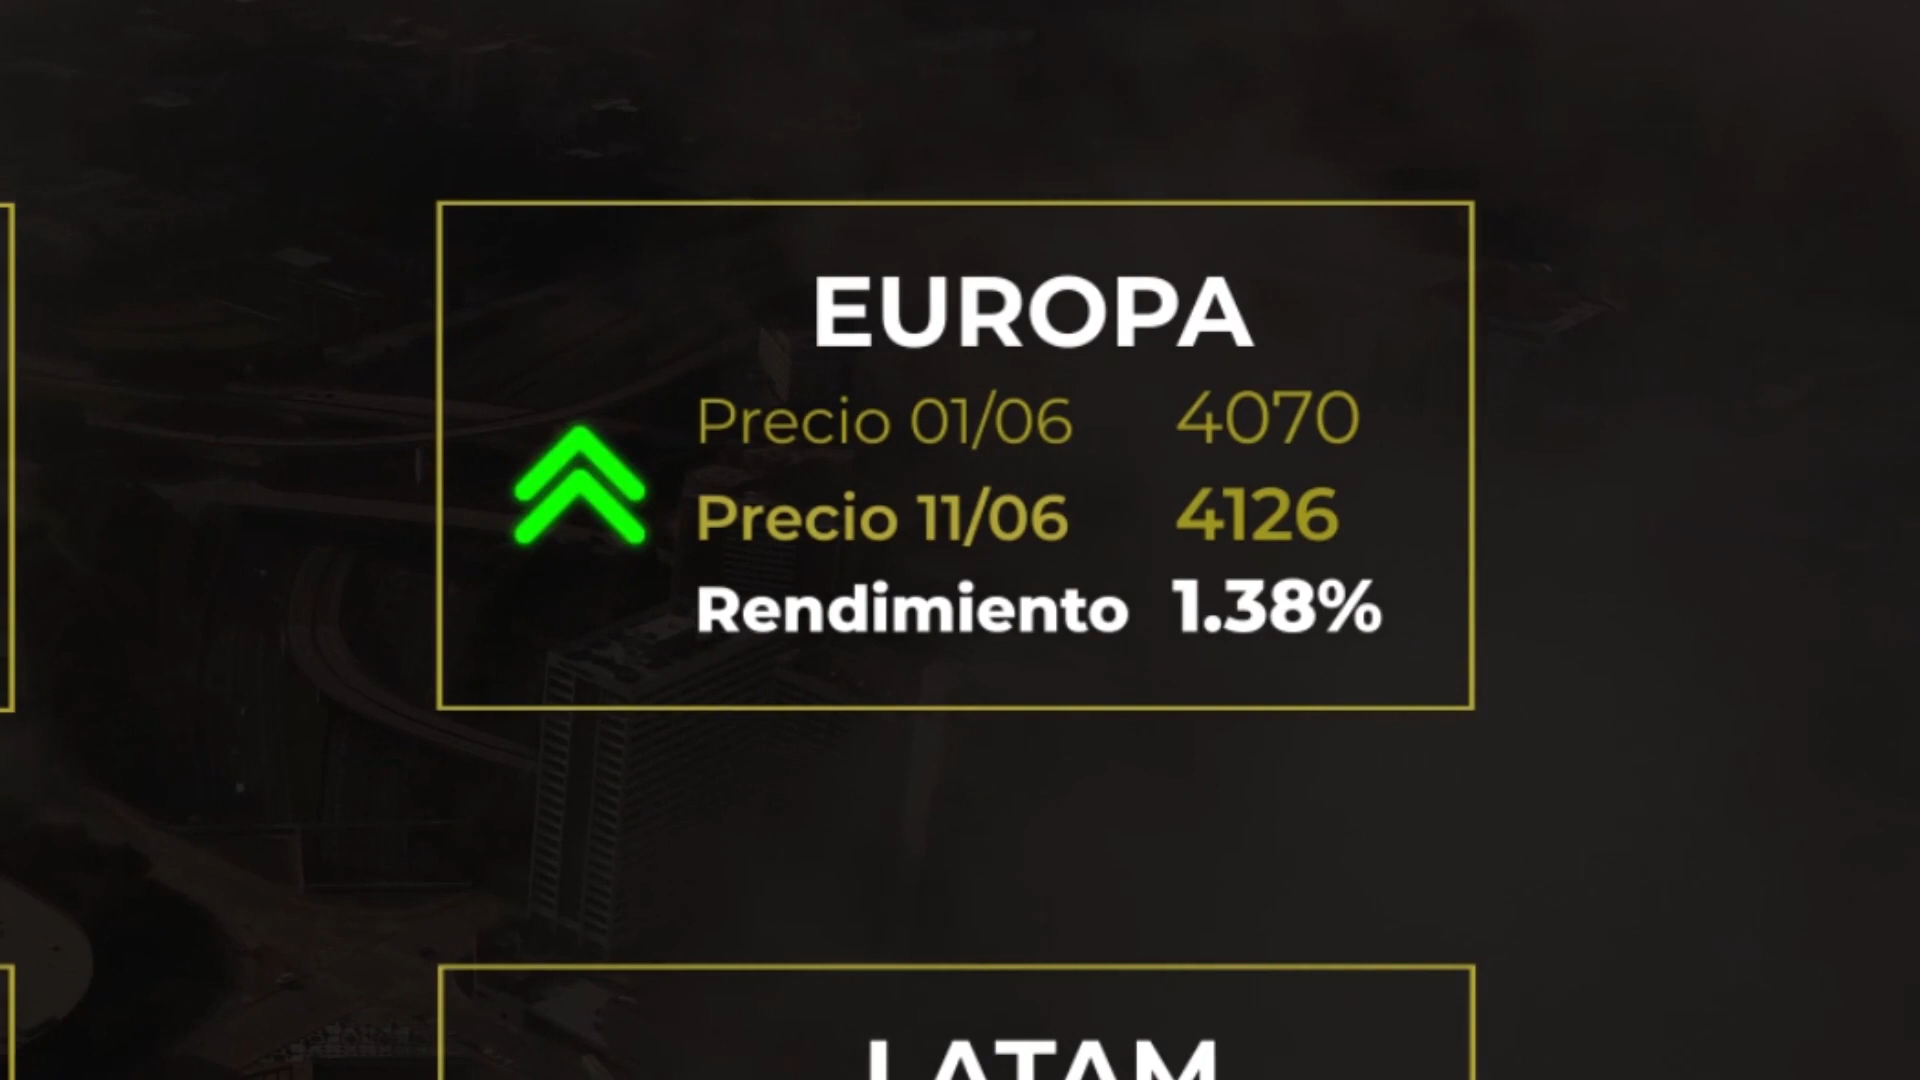 EUROPA
Precio 01/06 4070
Precio 11/06 4126
Rendimiento 1.38%
LATAM